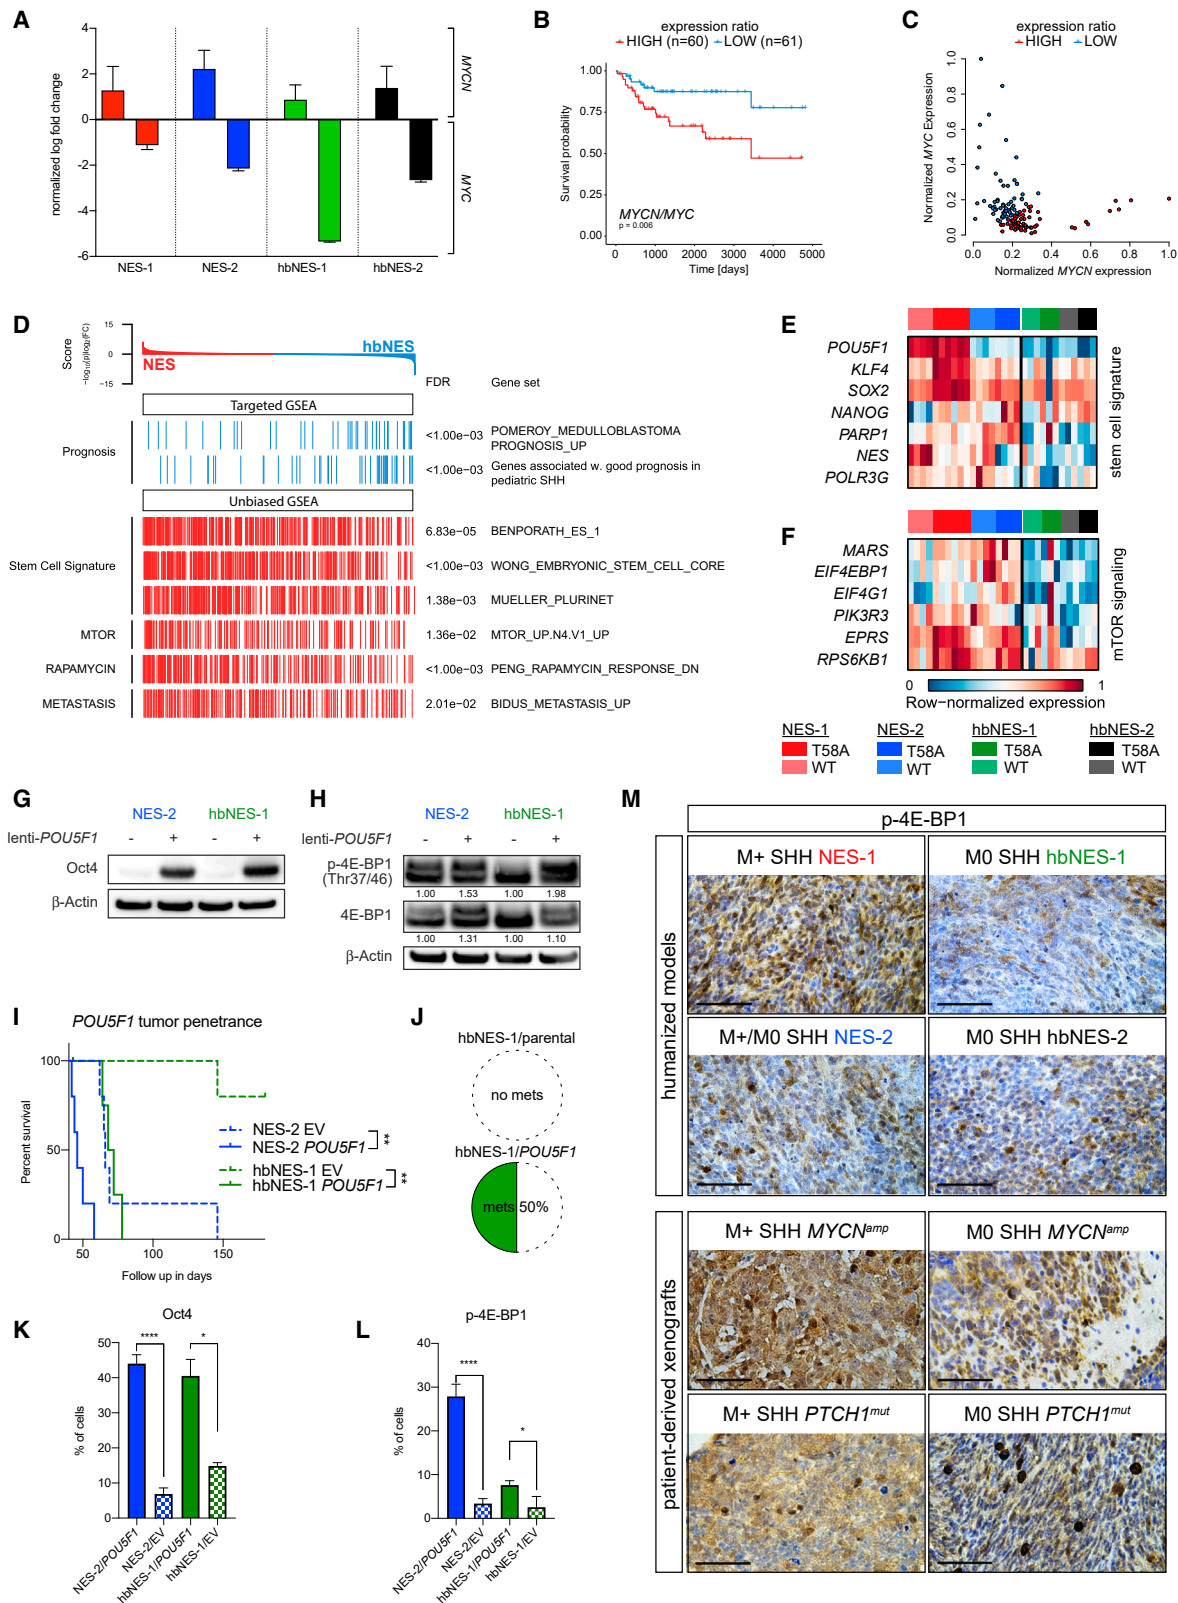 A
4
2
0
-2
-4
-6
normalized log fold change
MYCN
MYC
NES-1
NES-2
hbNES-1
hbNES-2
B
expression ratio
HIGH (n=60) LOW (n=61)
1.00
0.75
0.50
0.25
0.00
Survival probability
MYCN/MYC
p = 0.006
0 1000 2000 3000 4000 5000
Time [days]
C
expression ratio
HIGH LOW
1.0
0.8
0.6
0.4
0.2
0.0
Normalized MYC Expression
0.0 0.2 0.4 0.6 0.8 1.0
Normalized MYCN expression
D
Score
−log10(p)log2(FC)
15
0
−15
NES
hbNES
FDR Gene set
Targeted GSEA
Prognosis
<1.00e−03 POMEROY_MEDULLOBLASTOMA
PROGNOSIS_UP
<1.00e−03 Genes associated w. good prognosis in
pediatric SHH
Unbiased GSEA
6.83e−05 BENPORATH_ES_1
Stem Cell Signature <1.00e−03 WONG_EMBRYONIC_STEM_CELL_CORE
1.38e−03 MUELLER_PLURINET
MTOR 1.36e−02 MTOR_UP.N4.V1_UP
RAPAMYCIN <1.00e−03 PENG_RAPAMYCIN_RESPONSE_DN
METASTASIS 2.01e−02 BIDUS_METASTASIS_UP
E
POU5F1
KLF4
SOX2
NANOG
PARP1
NES
POLR3G
stem cell signature
F
MARS
EIF4EBP1
EIF4G1
PIK3R3
EPRS
RPS6KB1
mTOR signaling
0 1
Row−normalized expression
NES-1 NES-2 hbNES-1 hbNES-2
T58A T58A T58A T58A
WT WT WT WT
G
NES-2 hbNES-1
lenti-POU5F1 - + - +
Oct4
β-Actin
H
NES-2 hbNES-1
lenti-POU5F1 - + - +
p-4E-BP1
(Thr37/46)
1.00 1.53 1.00 1.98
4E-BP1
1.00 1.31 1.00 1.10
β-Actin
I
POU5F1 tumor penetrance
100
50
0
Percent survival
NES-2 EV
NES-2 POU5F1
**
hbNES-1 EV
hbNES-1 POU5F1
**
50 100 150
Follow up in days
J
hbNES-1/parental
no mets
hbNES-1/POU5F1
mets 50%
K
Oct4
50
40
30
20
10
0
% of cells
**** *
NES-2/POU5F1
NES-2/EV
hbNES-1/POU5F1
hbNES-1/EV
L
p-4E-BP1
40
30
20
10
0
% of cells
**** *
NES-2/POU5F1
NES-2/EV
hbNES-1/POU5F1
hbNES-1/EV
M
p-4E-BP1
humanized models
M+ SHH NES-1
M0 SHH hbNES-1
M+/M0 SHH NES-2
M0 SHH hbNES-2
patient-derived xenografts
M+ SHH MYCNamp
M0 SHH MYCNamp
M+ SHH PTCH1mut
M0 SHH PTCH1mut